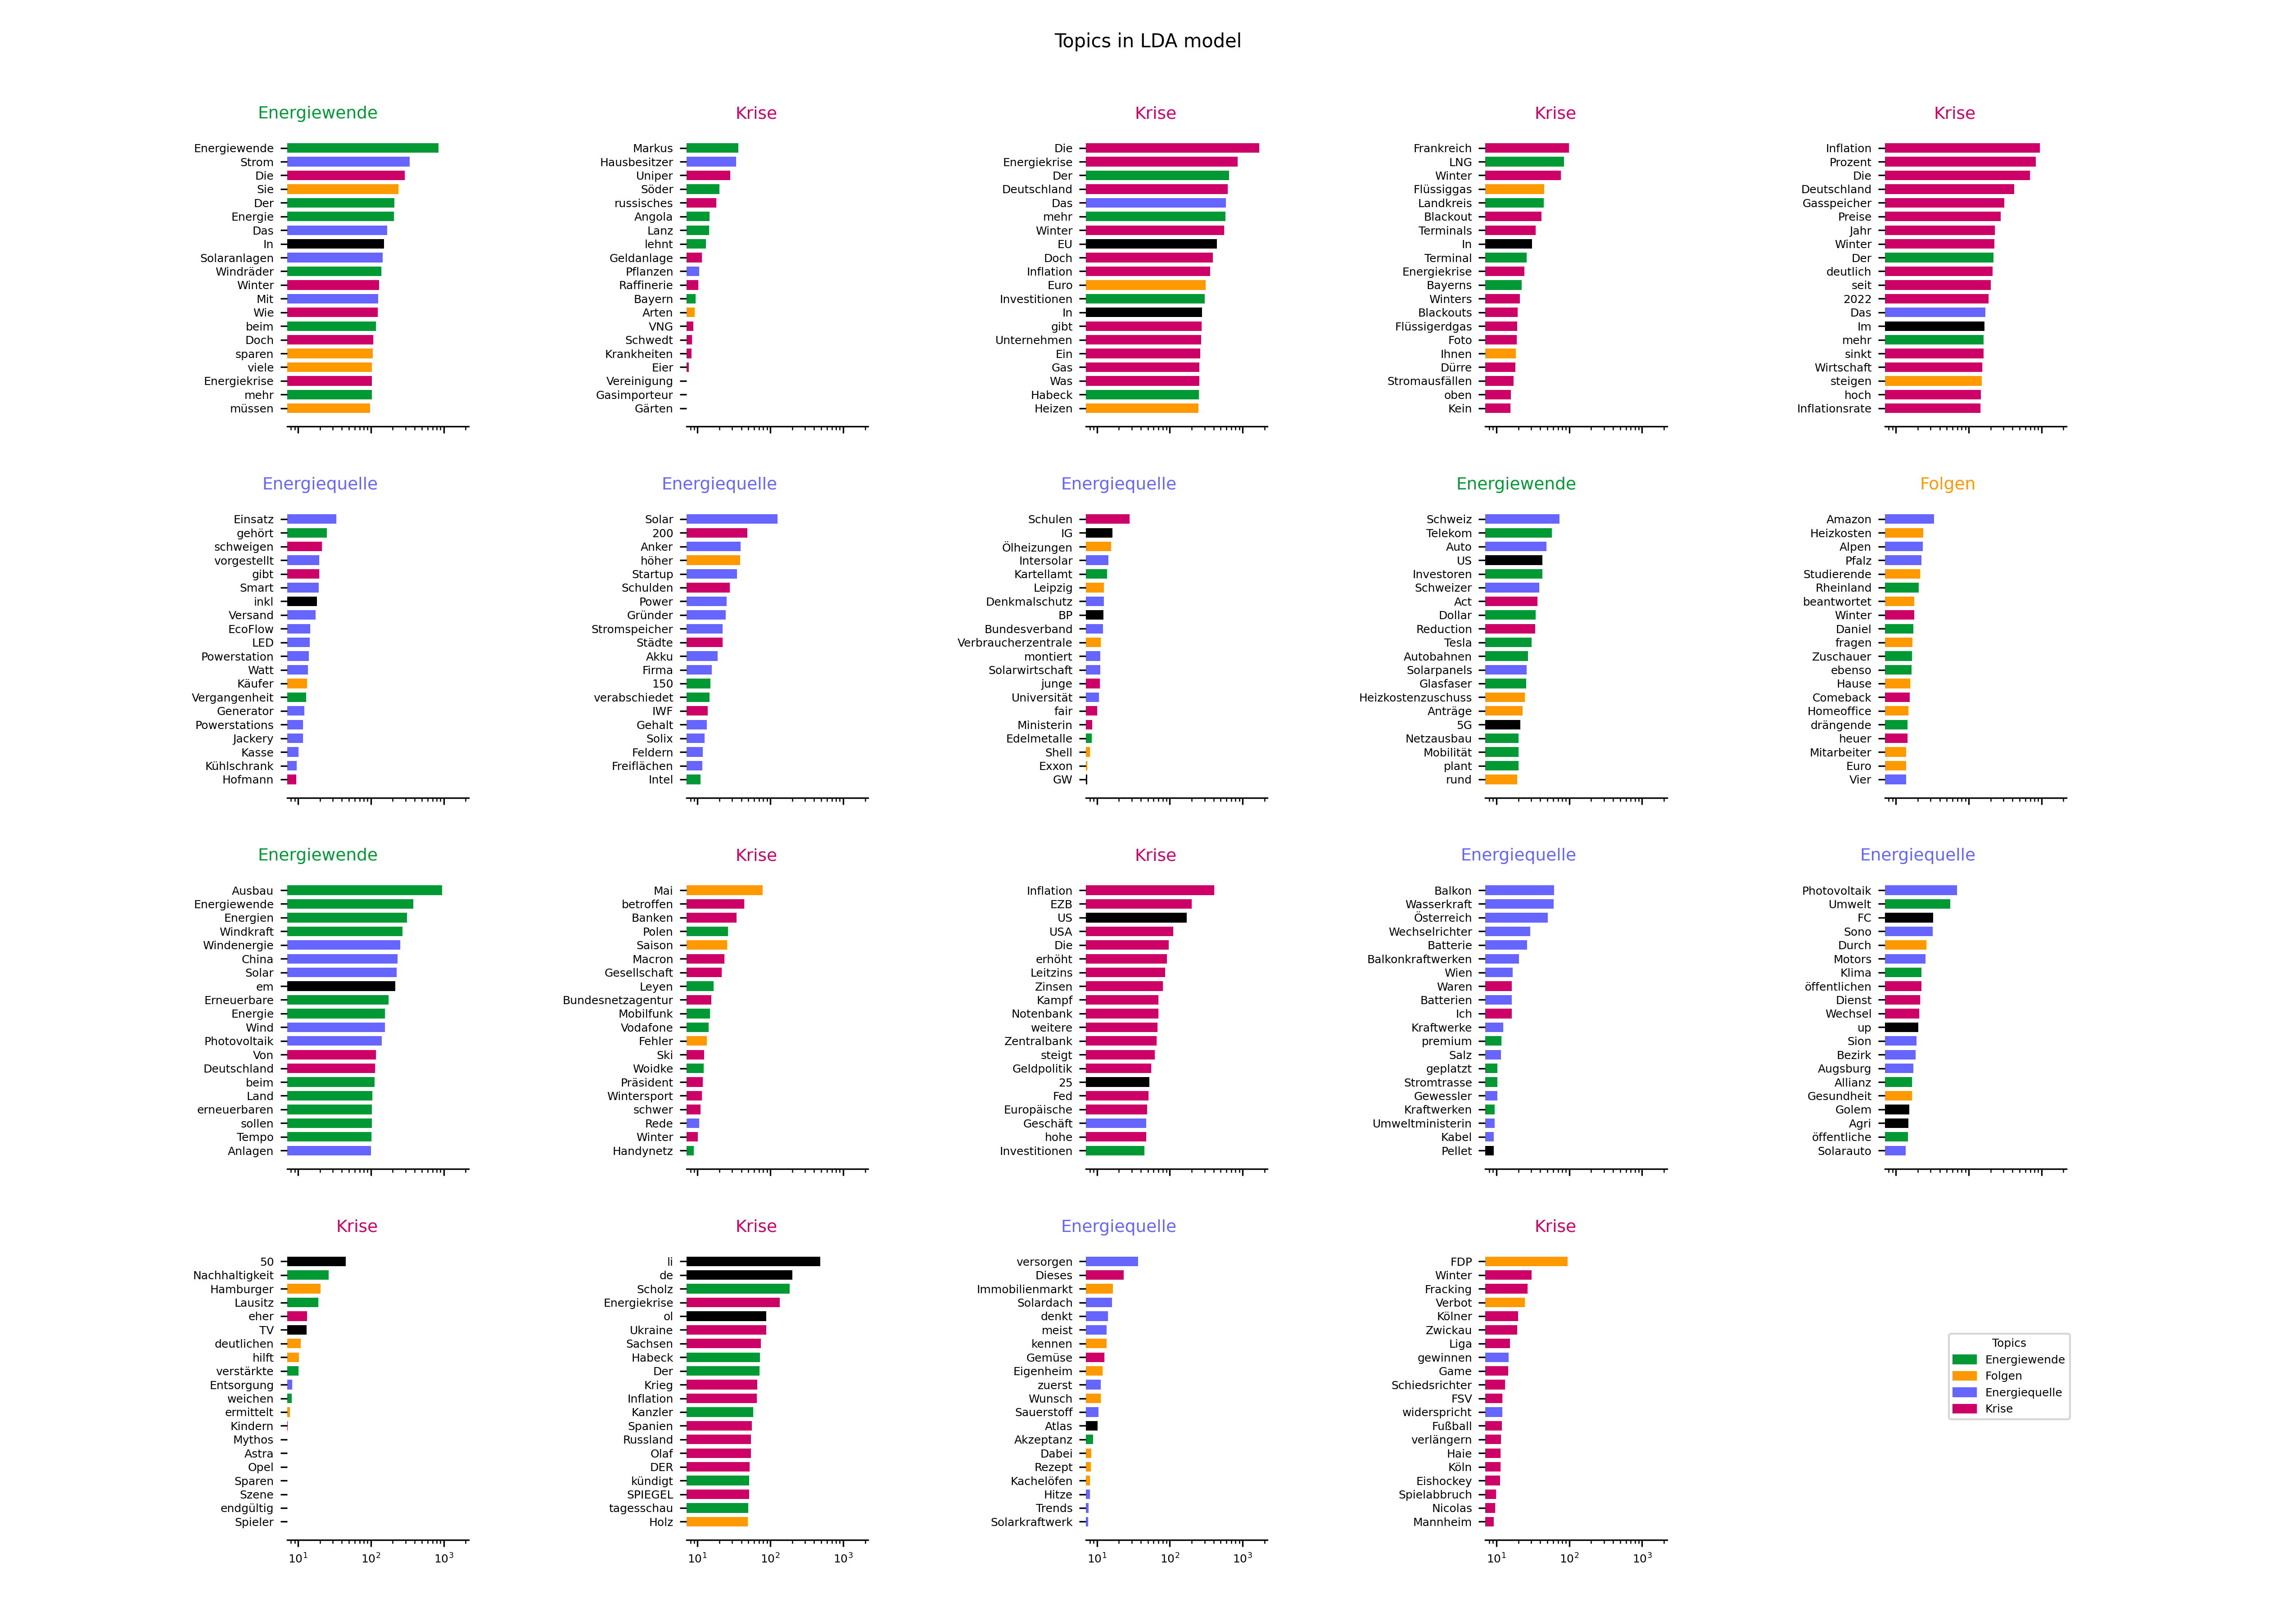 Topics in LDA model
Energiewende
Energiewende
Strom
Die
Sie
Der
Energie
Das
In
Solaranlagen
Windräder
Winter
Mit
Wie
beim
Doch
sparen
viele
Energiekrise
mehr
müssen
Krise
Markus
Hausbesitzer
Uniper
Söder
russisches
Angola
Lanz
lehnt
Geldanlage
Pflanzen
Raffinerie
Bayern
Arten
VNG
Schwedt
Krankheiten
Eier
Vereinigung
Gasimporteur
Gärten
Krise
Die
Energiekrise
Der
Deutschland
Das
mehr
Winter
EU
Doch
Inflation
Euro
Investitionen
In
gibt
Unternehmen
Ein
Gas
Was
Habeck
Heizen
Krise
Frankreich
LNG
Winter
Flüssiggas
Landkreis
Blackout
Terminals
In
Terminal
Energiekrise
Bayerns
Winters
Blackouts
Flüssigerdgas
Foto
Ihnen
Dürre
Stromausfällen
oben
Kein
Krise
Inflation
Prozent
Die
Deutschland
Gasspeicher
Preise
Jahr
Winter
Der
deutlich
seit
2022
Das
Im
mehr
sinkt
Wirtschaft
steigen
hoch
Inflationsrate
Energiequelle
Einsatz
gehört
schweigen
vorgestellt
gibt
Smart
inkl
Versand
EcoFlow
LED
Powerstation
Watt
Käufer
Vergangenheit
Generator
Powerstations
Jackery
Kasse
Kühlschrank
Hofmann
Energiequelle
Solar
200
Anker
höher
Startup
Schulden
Power
Gründer
Stromspeicher
Städte
Akku
Firma
150
verabschiedet
IWF
Gehalt
Solix
Feldern
Freiflächen
Intel
Energiequelle
Schulen
IG
Ölheizungen
Intersolar
Kartellamt
Leipzig
Denkmalschutz
BP
Bundesverband
Verbraucherzentrale
montiert
Solarwirtschaft
junge
Universität
fair
Ministerin
Edelmetalle
Shell
Exxon
GW
Energiewende
Schweiz
Telekom
Auto
US
Investoren
Schweizer
Act
Dollar
Reduction
Tesla
Autobahnen
Solarpanels
Glasfaser
Heizkostenzuschuss
Anträge
5G
Netzausbau
Mobilität
plant
rund
Folgen
Amazon
Heizkosten
Alpen
Pfalz
Studierende
Rheinland
beantwortet
Winter
Daniel
fragen
Zuschauer
ebenso
Hause
Comeback
Homeoffice
drängende
heuer
Mitarbeiter
Euro
Vier
Energiewende
Ausbau
Energiewende
Energien
Windkraft
Windenergie
China
Solar
em
Erneuerbare
Energie
Wind
Photovoltaik
Von
Deutschland
beim
Land
erneuerbaren
sollen
Tempo
Anlagen
Krise
Mai
betroffen
Banken
Polen
Saison
Macron
Gesellschaft
Leyen
Bundesnetzagentur
Mobilfunk
Vodafone
Fehler
Ski
Woidke
Präsident
Wintersport
schwer
Rede
Winter
Handynetz
Krise
Inflation
EZB
US
USA
Die
erhöht
Leitzins
Zinsen
Kampf
Notenbank
weitere
Zentralbank
steigt
Geldpolitik
25
Fed
Europäische
Geschäft
hohe
Investitionen
Energiequelle
Balkon
Wasserkraft
Österreich
Wechselrichter
Batterie
Balkonkraftwerken
Wien
Waren
Batterien
Ich
Kraftwerke
premium
Salz
geplatzt
Stromtrasse
Gewessler
Kraftwerken
Umweltministerin
Kabel
Pellet
Energiequelle
Photovoltaik
Umwelt
FC
Sono
Durch
Motors
Klima
öffentlichen
Dienst
Wechsel
up
Sion
Bezirk
Augsburg
Allianz
Gesundheit
Golem
Agri
öffentliche
Solarauto
Krise
50
Nachhaltigkeit
Hamburger
Lausitz
eher
TV
deutlichen
hilft
verstärkte
Entsorgung
weichen
ermittelt
Kindern
Mythos
Astra
Opel
Sparen
Szene
endgültig
Spieler
10¹ 10² 10³
Krise
li
de
Scholz
Energiekrise
ol
Ukraine
Sachsen
Habeck
Der
Krieg
Inflation
Kanzler
Spanien
Russland
Olaf
DER
kündigt
SPIEGEL
tagesschau
Holz
10¹ 10² 10³
Energiequelle
versorgen
Dieses
Immobilienmarkt
Solardach
denkt
meist
kennen
Gemüse
Eigenheim
zuerst
Wunsch
Sauerstoff
Atlas
Akzeptanz
Dabei
Rezept
Kachelöfen
Hitze
Trends
Solarkraftwerk
10¹ 10² 10³
Krise
FDP
Winter
Fracking
Verbot
Kölner
Zwickau
Liga
gewinnen
Game
Schiedsrichter
FSV
widerspricht
Fußball
verlängern
Haie
Köln
Eishockey
Spielabbruch
Nicolas
Mannheim
10¹ 10² 10³
Topics
Energiewende
Folgen
Energiequelle
Krise